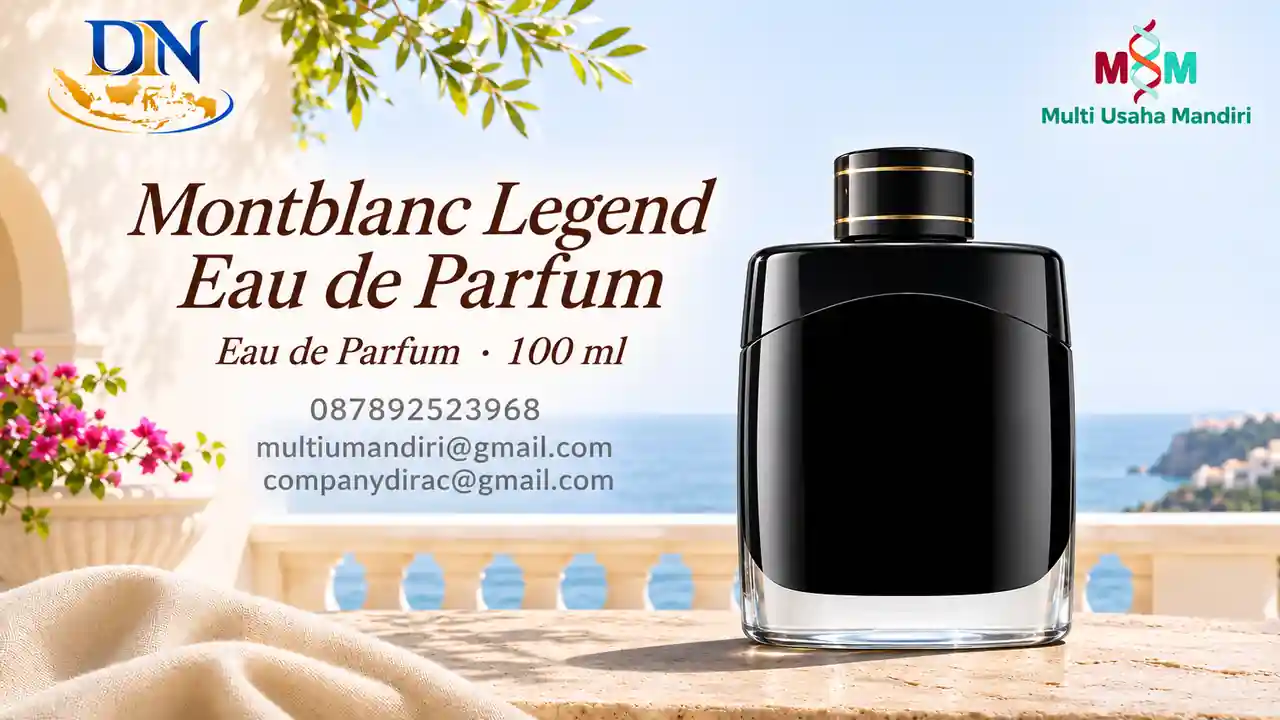 DIN
MSM
Multi Usaha Mandiri
Montblanc Legend
Eau de Parfum
Eau de Parfum · 100 ml
087892523968
multiumandiri@gmail.com
companydirac@gmail.com